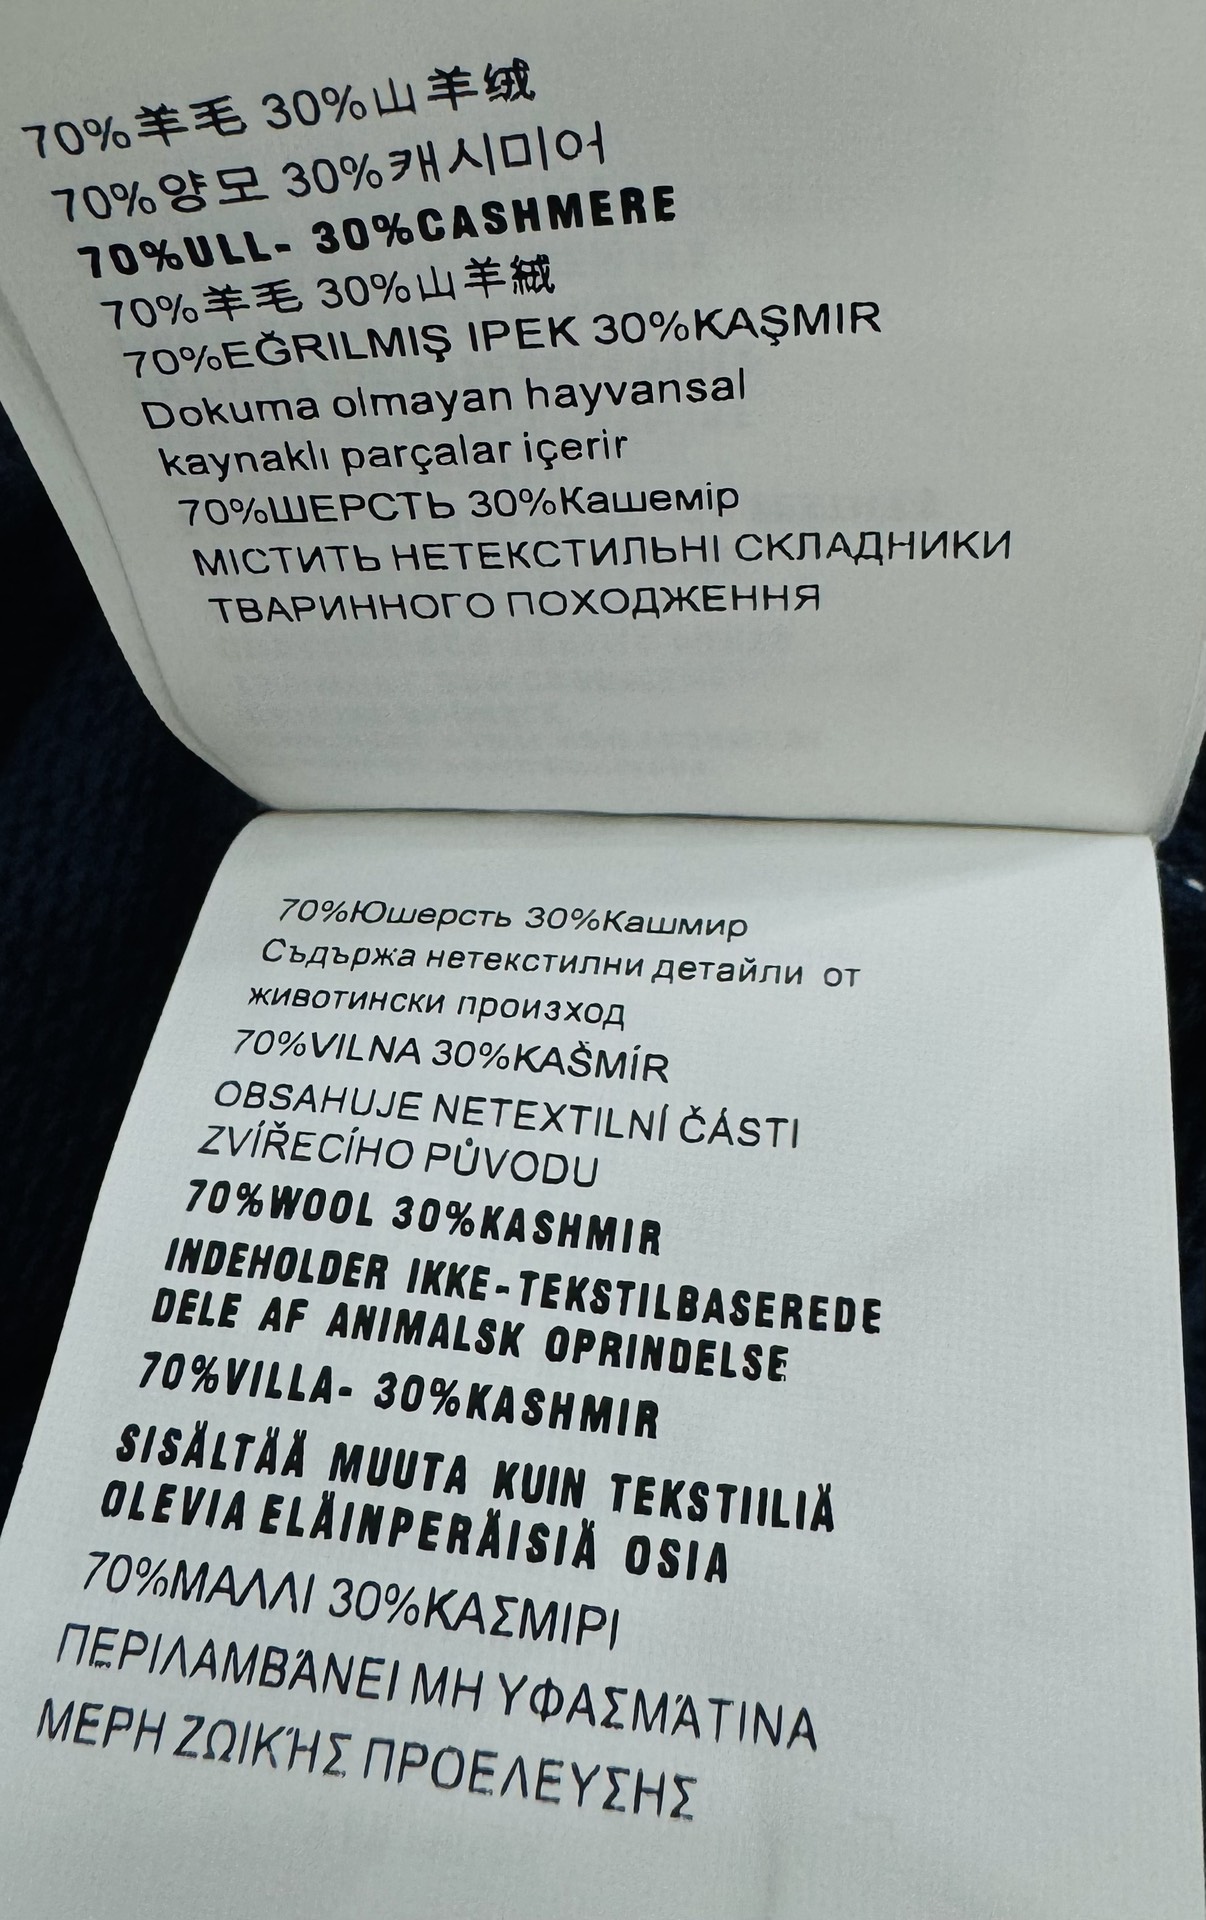 70%羊毛 30%山羊绒
70%양모 30%캐시미어
70%ULL- 30%CASHMERE
70%羊毛 30%山羊絨
70%EĞRILMIŞ IPEK 30%KAŞMIR
Dokuma olmayan hayvansal
kaynaklı parçalar içerir
70%ШЕРСТЬ 30%Кашемір
МІСТИТЬ НЕТЕКСТИЛЬНІ СКЛАДНИКИ
ТВАРИННОГО ПОХОДЖЕННЯ
70%Юшерсть 30%Кашмир
Съдържа нетекстилни детайли от
животински произход
70%VILNA 30%KAŠMÍR
OBSAHUJE NETEXTILNÍ ČÁSTI
ZVÍŘECÍHO PŮVODU
70%WOOL 30%KASHMIR
INDEHOLDER IKKE-TEKSTILBASEREDE
DELE AF ANIMALSK OPRINDELSE
70%VILLA- 30%KASHMIR
SISÄLTÄÄ MUUTA KUIN TEKSTIILIÄ
OLEVIA ELÄINPERÄISIÄ OSIA
70%ΜΑΛΛΙ 30%ΚΑΣΜΙΡΙ
ΠΕΡΙΛΑΜΒΆΝΕΙ ΜΗ ΥΦΑΣΜΆΤΙΝΑ
ΜΕΡΗ ΖΩΙΚΉΣ ΠΡΟΕΛΕΥΣΗΣ